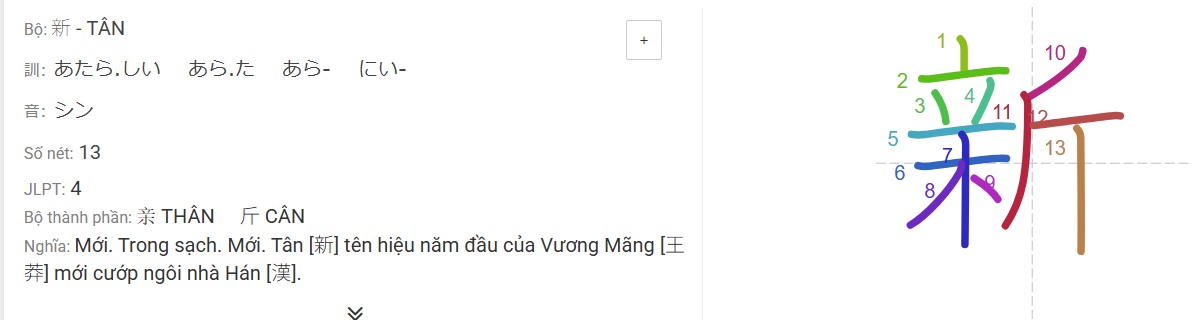 Bộ: 新 - TÂN
+
訓: あたら.しい あら.た あら- にい-
音: シン
Số nét: 13
JLPT: 4
Bộ thành phần: 亲 THÂN 斤 CÂN
Nghĩa: Mới. Trong sạch. Mới. Tân [新] tên hiệu năm đầu của Vương Mãng [王
莽] mới cướp ngôi nhà Hán [漢].
新
1
2
3
4
5
6
7
8
9
10
11
12
13